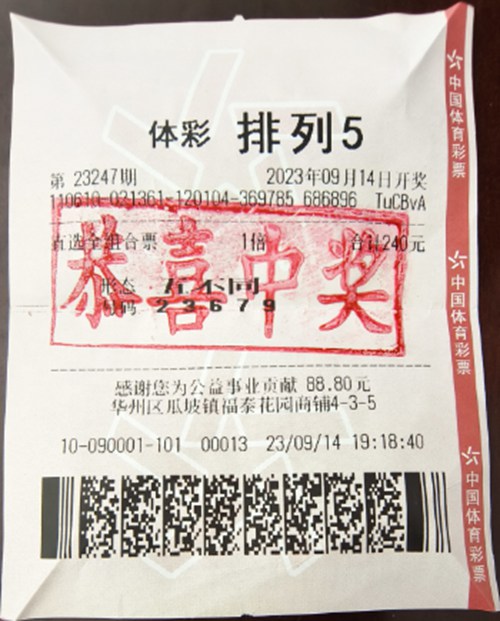 体彩 排列5
第 23247期 2023年09月14日开奖
110610-021361-120104-369785 686896 TuCBvA
直选全组合票 1倍 合计240元
恭喜中奖
形态 五不同
号码 2 3 6 7 9
感谢您为公益事业贡献 88.80元
华州区瓜坡镇福泰花园商铺4-3-5
10-090001-101 00013 23/09/14 19:18:40
中国体育彩票
中国体育彩票
中国体育彩票